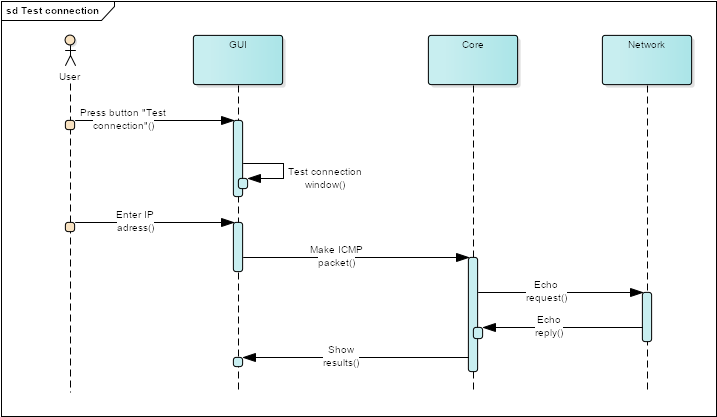 sd Test connection
User
GUI
Core
Network
Press button "Test
connection"()
Test connection
window()
Enter IP
adress()
Make ICMP
packet()
Echo
request()
Echo
reply()
Show
results()